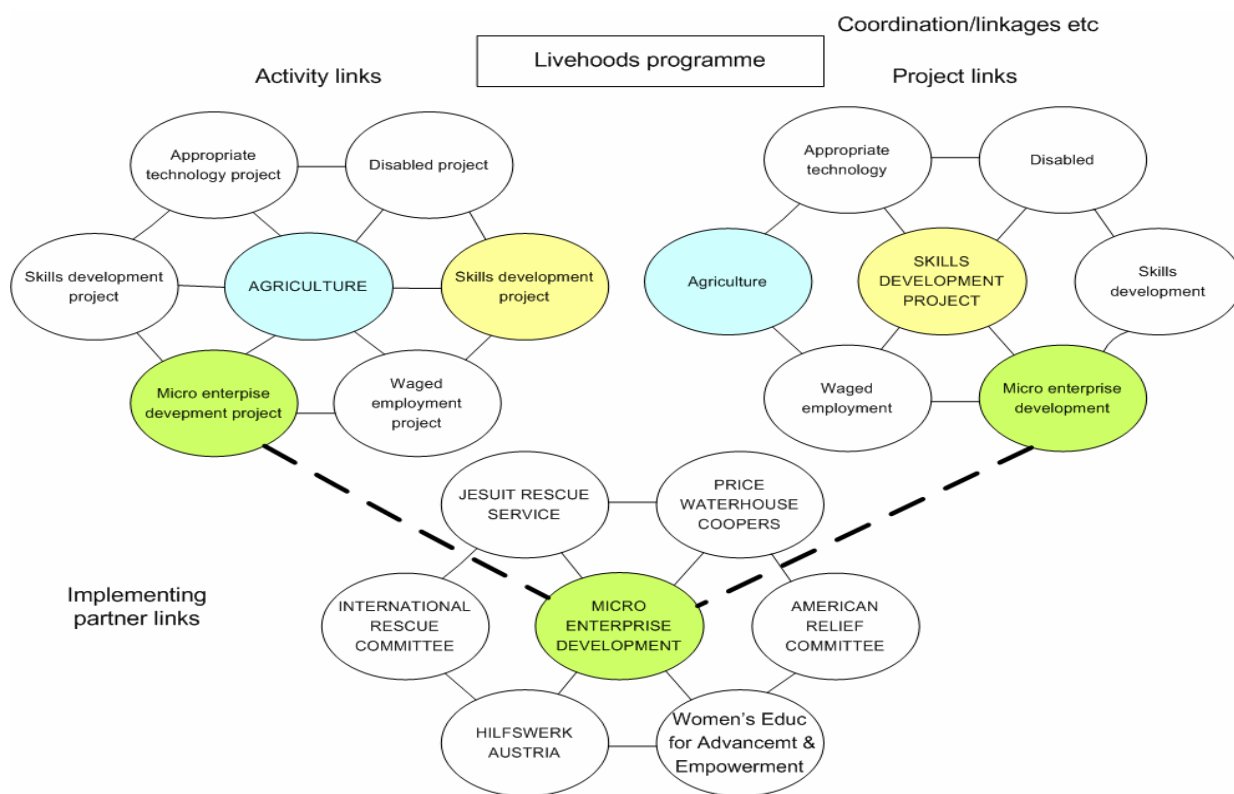 Coordination/linkages etc
Livehoods programme
Activity links
Project links
Appropriate
technology project
Disabled project
Skills development
project
AGRICULTURE
Skills development
project
Micro enterpise
devepment project
Waged
employment
project
Appropriate
technology
Disabled
Agriculture
SKILLS
DEVELOPMENT
PROJECT
Skills
development
Waged
employment
Micro enterprise
development
Implementing
partner links
JESUIT RESCUE
SERVICE
PRICE
WATERHOUSE
COOPERS
INTERNATIONAL
RESCUE
COMMITTEE
MICRO
ENTERPRISE
DEVELOPMENT
AMERICAN
RELIEF
COMMITTEE
HILFSWERK
AUSTRIA
Women's Educ
for Advancemt &
Empowerment